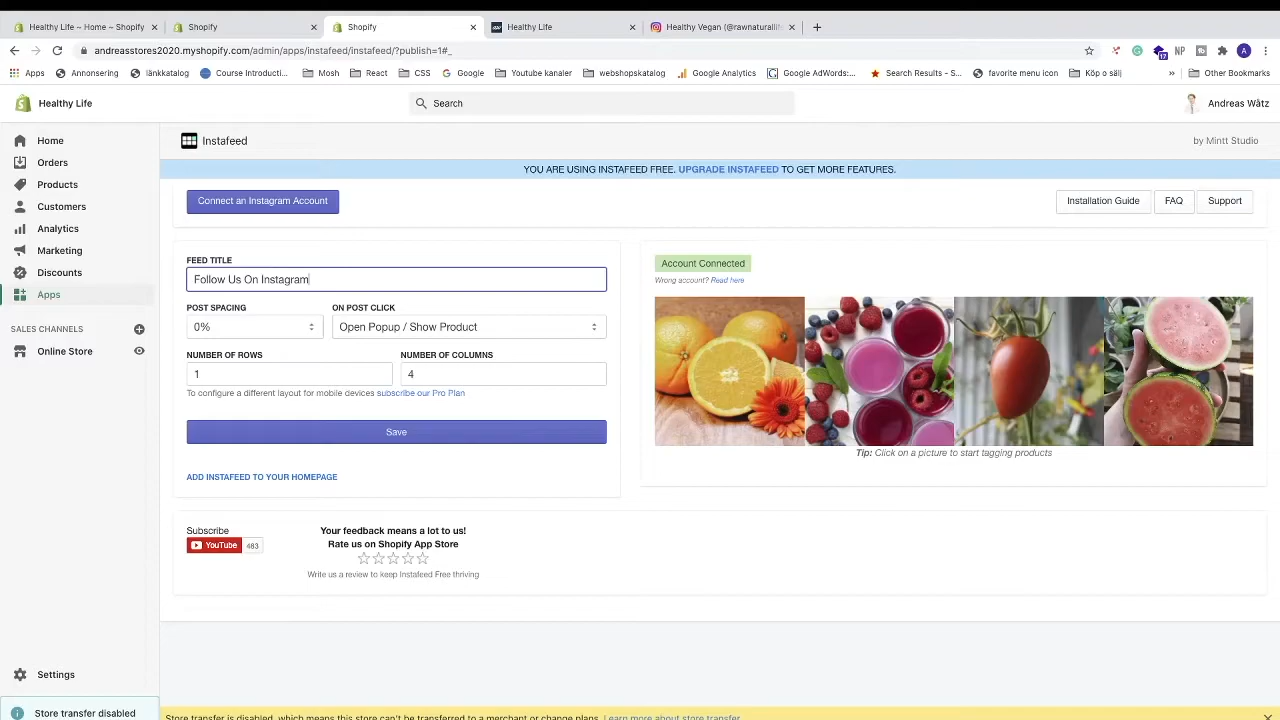 Healthy Life ~ Home ~ Shopify
Shopify
Shopify
Healthy Life
Healthy Vegan (@rawnaturallif
andreasstores2020.myshopify.com/admin/apps/instafeed/instafeed/?publish=1#_
NP
17
A
Apps
Annonsering
länkkatalog
Course Introducti...
Mosh
React
CSS
Google
Youtube kanaler
webshopskatalog
Google Analytics
Google AdWords:...
Search Results - S...
favorite menu icon
Köp o sälj
»
Other Bookmarks
Healthy Life
Search
Andreas Wåtz
Home
Orders
Products
Customers
Analytics
Marketing
Discounts
Apps
SALES CHANNELS
Online Store
Settings
Store transfer disabled
Instafeed
by Mintt Studio
YOU ARE USING INSTAFEED FREE. UPGRADE INSTAFEED TO GET MORE FEATURES.
Connect an Instagram Account
Installation Guide
FAQ
Support
FEED TITLE
Follow Us On Instagram
POST SPACING
ON POST CLICK
0%
Open Popup / Show Product
NUMBER OF ROWS
NUMBER OF COLUMNS
1
4
To configure a different layout for mobile devices subscribe our Pro Plan
Save
ADD INSTAFEED TO YOUR HOMEPAGE
Account Connected
Wrong account? Read here
Tip: Click on a picture to start tagging products
Subscribe
YouTube
483
Your feedback means a lot to us!
Rate us on Shopify App Store
Write us a review to keep Instafeed Free thriving
Store transfer is disabled, which means this store can't be transferred to a merchant or change plans. Learn more about store transfer.